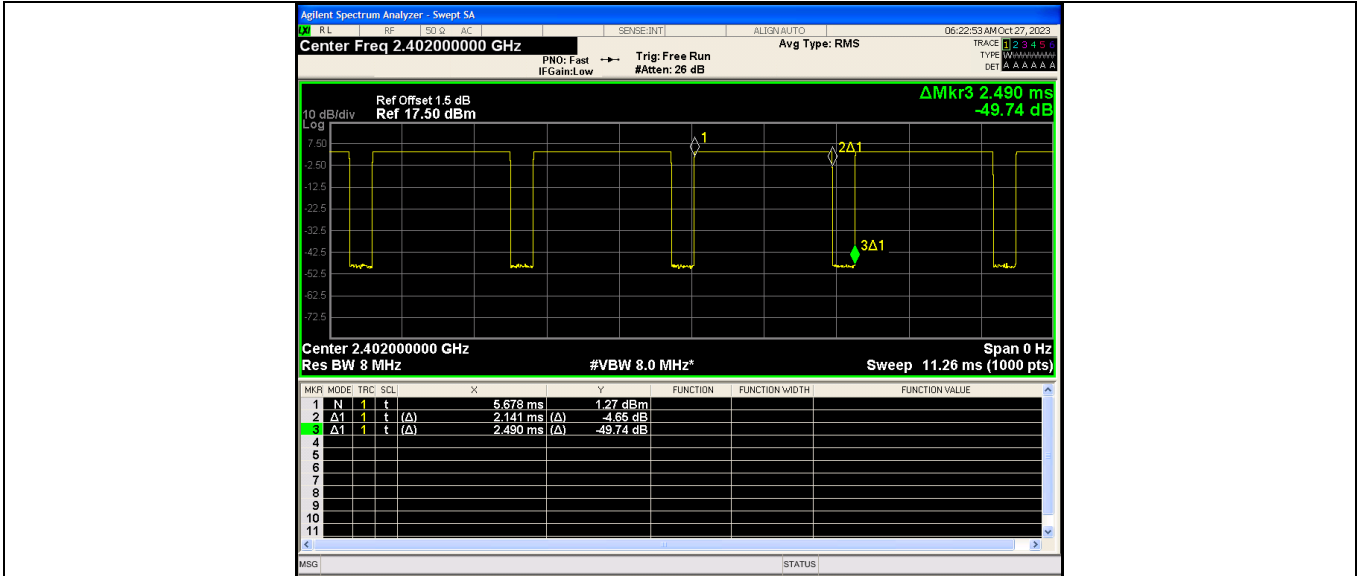 Agilent Spectrum Analyzer - Swept SA
LXI RL RF 50 Ω AC SENSE:INT ALIGN AUTO 06:22:53 AM Oct 27, 2023
Center Freq 2.402000000 GHz
PNO: Fast
IFGain:Low
Trig: Free Run
#Atten: 26 dB
Avg Type: RMS
TRACE 1 2 3 4 5 6
TYPE W
DET A A A A A A
ΔMkr3 2.490 ms
-49.74 dB
Ref Offset 1.5 dB
10 dB/div Ref 17.50 dBm
Log
1
7.50
2Δ1
-2.50
-12.5
-22.5
-32.5
3Δ1
-42.5
-52.5
-62.5
-72.5
Center 2.402000000 GHz Span 0 Hz
Res BW 8 MHz #VBW 8.0 MHz* Sweep 11.26 ms (1000 pts)
MKR MODE TRC SCL X Y FUNCTION FUNCTION WIDTH FUNCTION VALUE
1 N 1 t 5.678 ms 1.27 dBm
2 Δ1 1 t (Δ) 2.141 ms (Δ) -4.65 dB
3 Δ1 1 t (Δ) 2.490 ms (Δ) -49.74 dB
4
5
6
7
8
9
10
11
MSG STATUS